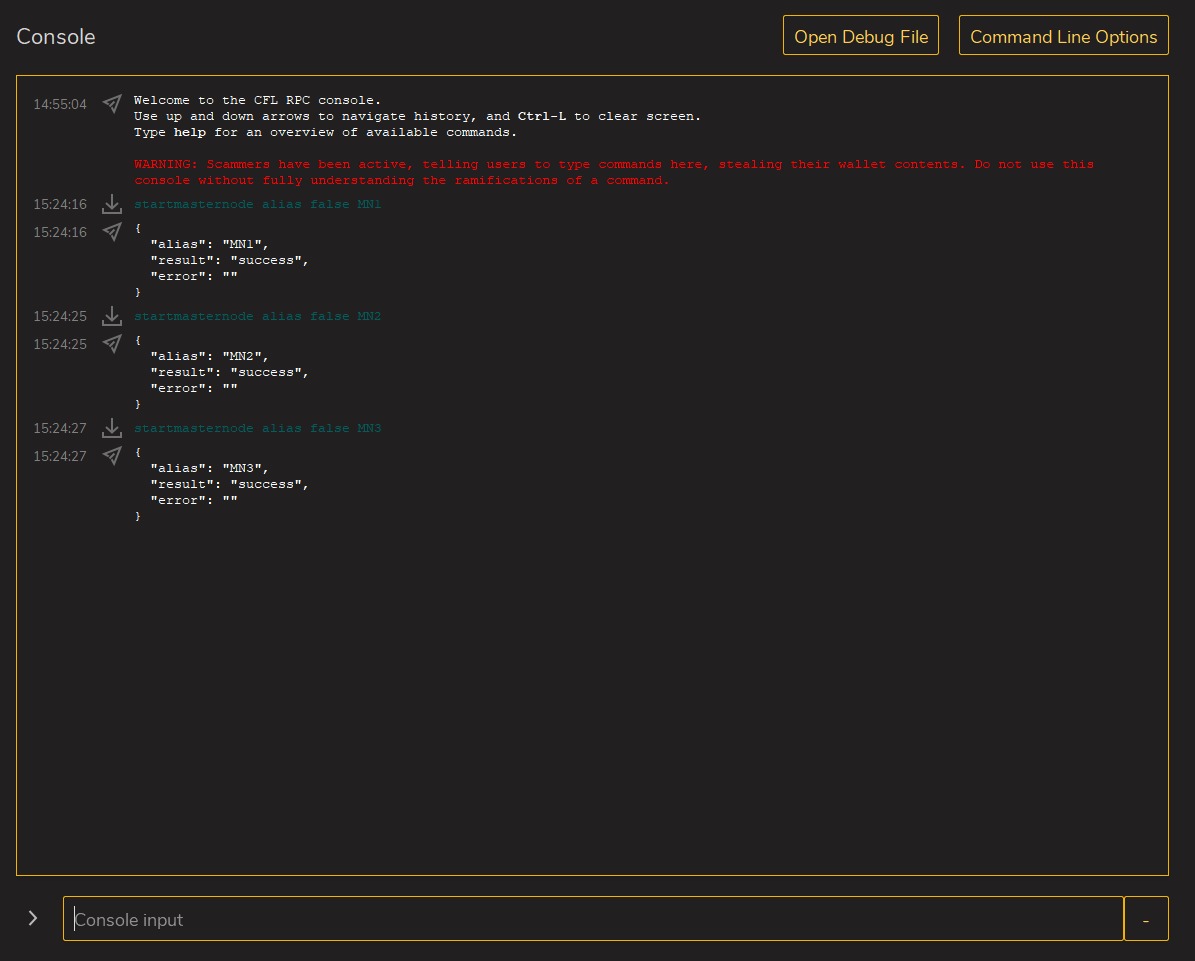 Console
Open Debug File
Command Line Options
14:55:04
Welcome to the CFL RPC console.
Use up and down arrows to navigate history, and Ctrl-L to clear screen.
Type help for an overview of available commands.
WARNING: Scammers have been active, telling users to type commands here, stealing their wallet contents. Do not use this
console without fully understanding the ramifications of a command.
15:24:16
startmasternode alias false MN1
15:24:16
{
"alias": "MN1",
"result": "success",
"error": ""
}
15:24:25
startmasternode alias false MN2
15:24:25
{
"alias": "MN2",
"result": "success",
"error": ""
}
15:24:27
startmasternode alias false MN3
15:24:27
{
"alias": "MN3",
"result": "success",
"error": ""
}
Console input
-